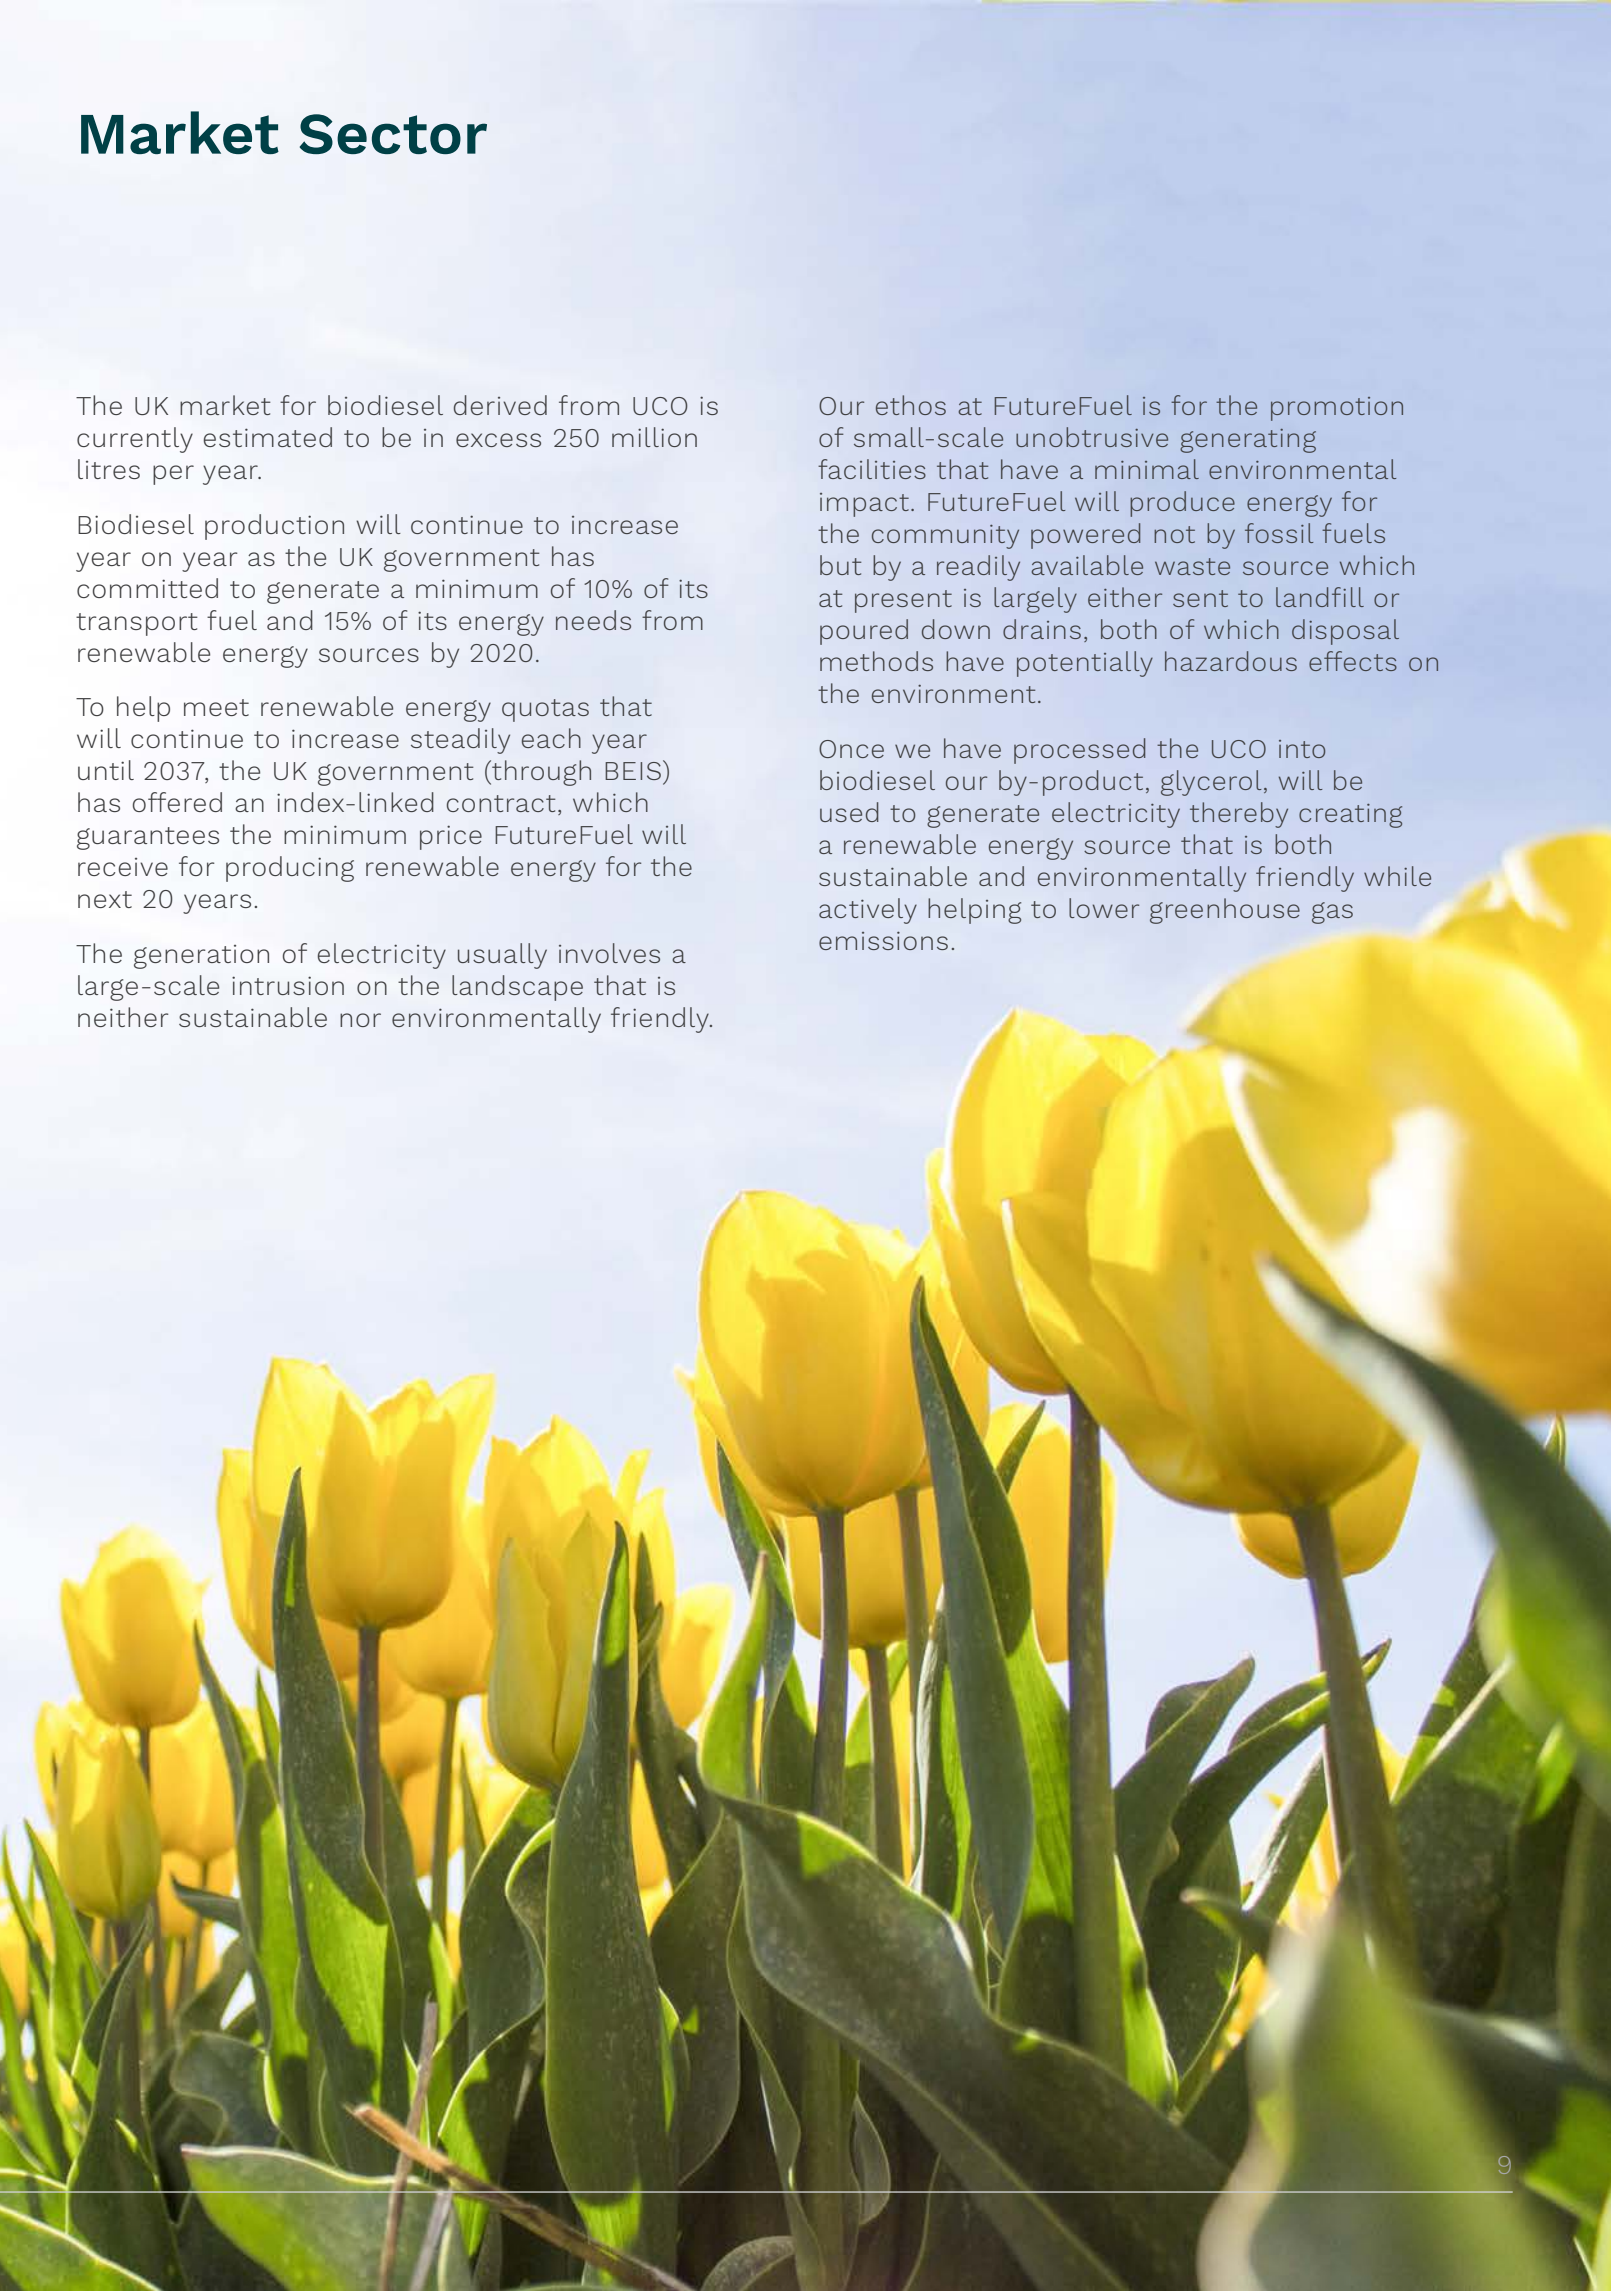 Market Sector
The UK market for biodiesel derived from UCO is
currently estimated to be in excess 250 million
litres per year.
Biodiesel production will continue to increase
year on year as the UK government has
committed to generate a minimum of 10% of its
transport fuel and 15% of its energy needs from
renewable energy sources by 2020.
To help meet renewable energy quotas that
will continue to increase steadily each year
until 2037, the UK government (through BEIS)
has offered an index-linked contract, which
guarantees the minimum price FutureFuel will
receive for producing renewable energy for the
next 20 years.
The generation of electricity usually involves a
large-scale intrusion on the landscape that is
neither sustainable nor environmentally friendly.
Our ethos at FutureFuel is for the promotion
of small-scale unobtrusive generating
facilities that have a minimal environmental
impact. FutureFuel will produce energy for
the community powered not by fossil fuels
but by a readily available waste source which
at present is largely either sent to landfill or
poured down drains, both of which disposal
methods have potentially hazardous effects on
the environment.
Once we have processed the UCO into
biodiesel our by-product, glycerol, will be
used to generate electricity thereby creating
a renewable energy source that is both
sustainable and environmentally friendly while
actively helping to lower greenhouse gas
emissions.
9